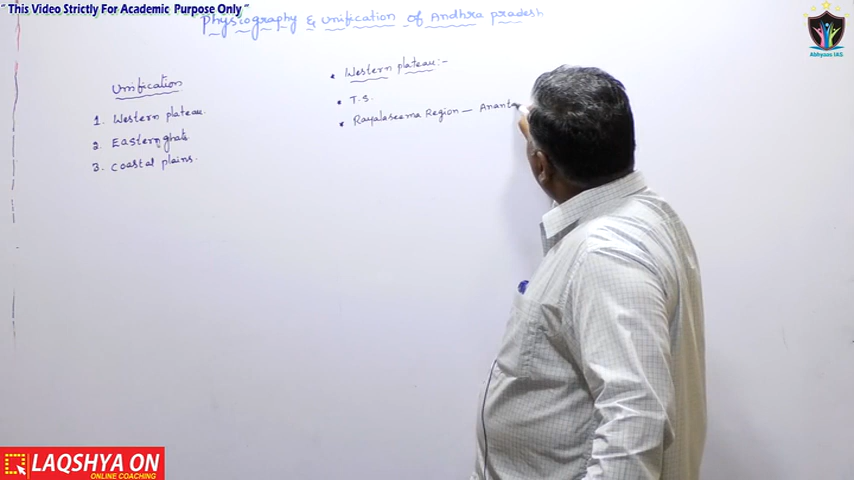 " This Video Strictly For Academic Purpose Only "
physiography & unification of Andhra pradesh
Abhyaas IAS
Unification
1. Western plateau.
2. Eastern ghats.
3. Coastal plains.
• Western plateau:-
• T.S.
• Rayalaseema Region — Ananta
LAQSHYA ON
ONLINE COACHING